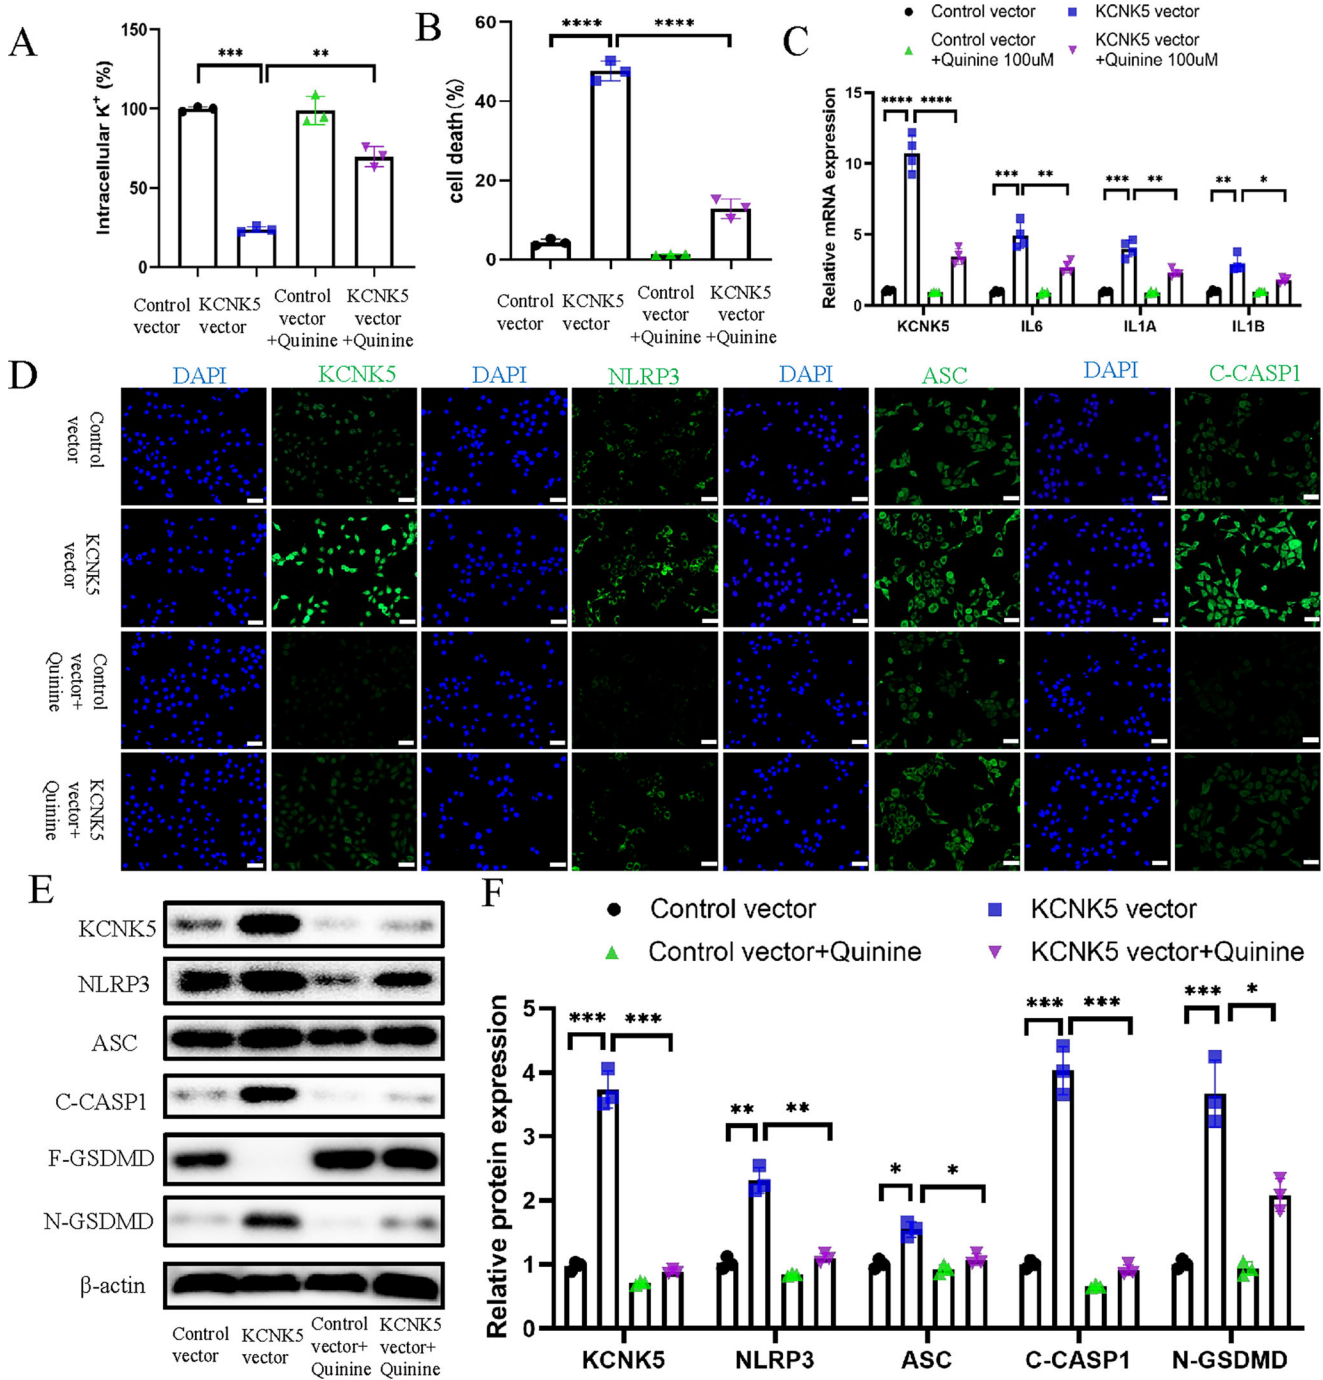 A
Intracellular K⁺ (%)
150
100
50
0
***
**
Control
vector
KCNK5
vector
Control
vector
+Quinine
KCNK5
vector
+Quinine
B
cell death(%)
60
40
20
0
****
****
Control
vector
KCNK5
vector
Control
vector
+Quinine
KCNK5
vector
+Quinine
C
Control vector
KCNK5 vector
Control vector
+Quinine 100uM
KCNK5 vector
+Quinine 100uM
Relative mRNA expression
15
10
5
0
****
****
***
**
***
**
**
*
KCNK5
IL6
IL1A
IL1B
D
DAPI
KCNK5
DAPI
NLRP3
DAPI
ASC
DAPI
C-CASP1
Control
vector
KCNK5
vector
Control
vector+
Quinine
KCNK5
vector+
Quinine
E
KCNK5
NLRP3
ASC
C-CASP1
F-GSDMD
N-GSDMD
β-actin
Control
vector
KCNK5
vector
Control
vector+
Quinine
KCNK5
vector+
Quinine
F
Control vector
KCNK5 vector
Control vector+Quinine
KCNK5 vector+Quinine
Relative protein expression
5
4
3
2
1
0
***
***
**
**
*
*
***
***
***
*
KCNK5
NLRP3
ASC
C-CASP1
N-GSDMD